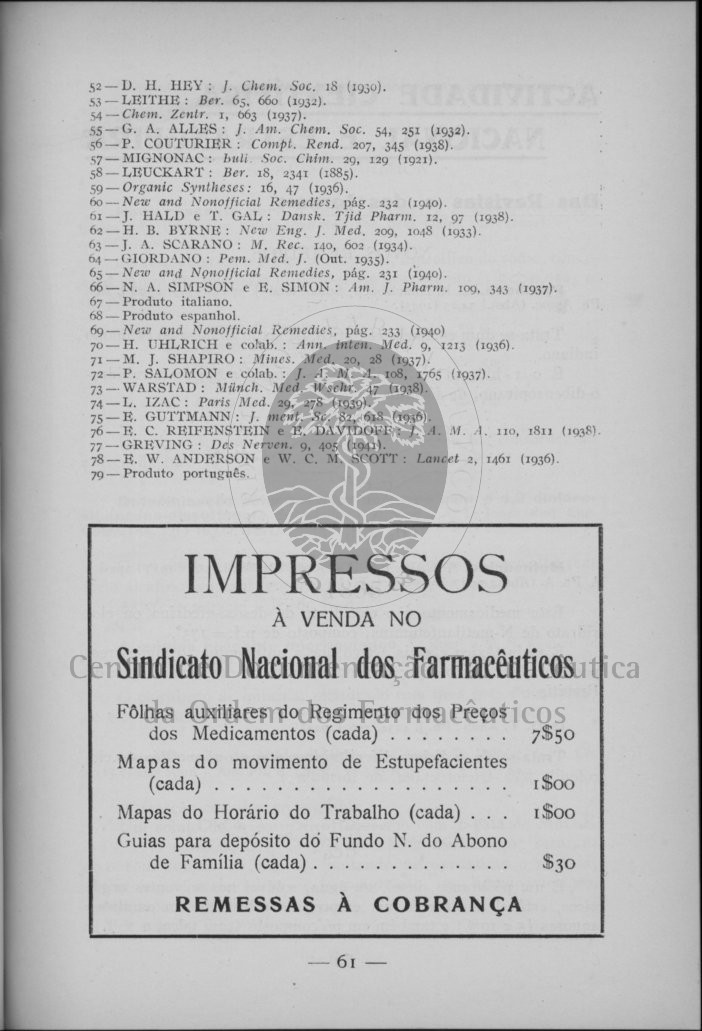 52 — D. H. HEY : J. Chem. Soc. 18 (1930).
53 — LEITHE : Ber. 65, 660 (1932).
54 — Chem. Zentr. 1, 663 (1937).
55 — G. A. ALLES : J. Am. Chem. Soc. 54, 251 (1932).
56 — P. COUTURIER : Compt. Rend. 207, 345 (1938).
57 — MIGNONAC : bull. Soc. Chim. 29, 129 (1921).
58 — LEUCKART : Ber. 18, 2341 (1885).
59 — Organic Syntheses : 16, 47 (1936).
60 — New and Nonofficial Remedies, pág. 232 (1940).
61 — J. HALD e T. GAL : Dansk. Tjid Pharm. 12, 97 (1938).
62 — H. B. BYRNE : New Eng. J. Med. 209, 1048 (1933).
63 — J. A. SCARANO : M. Rec. 140, 602 (1934).
64 — GIORDANO : Pem. Med. J. (Out. 1935).
65 — New and Nonofficial Remedies, pág. 231 (1940).
66 — N. A. SIMPSON e E. SIMON : Am. J. Pharm. 109, 343 (1937).
67 — Produto italiano.
68 — Produto espanhol.
69 — New and Nonofficial Remedies, pág. 233 (1940)
70 — H. UHLRICH e colab. : Ann. inten. Med. 9, 1213 (1936).
71 — M. J. SHAPIRO : Mines. Med. 20, 28 (1937).
72 — P. SALOMON e colab. : J. A. M. A. 108, 1765 (1937).
73 — WARSTAD : Münch. Med. Wschr. 47 (1938).
74 — L. IZAC : Paris Med. 29, 278 (1939).
75 — E. GUTTMANN : J. ment. Sc. 82, 618 (1936).
76 — E. C. REIFENSTEIN e E. DAVIDOFF : J. A. M. A. 110, 1811 (1938).
77 — GREVING : Des Nerven. 9, 405 (1941).
78 — E. W. ANDERSON e W. C. M. SCOTT : Lancet 2, 1461 (1936).
79 — Produto português.
IMPRESSOS
À VENDA NO
Sindicato Nacional dos Farmacêuticos
Centro de Documentação Farmacêutica
da Ordem dos Farmacêuticos
Fôlhas auxiliares do Regimento dos Preços
dos Medicamentos (cada) . . . . . . . . 7$50
Mapas do movimento de Estupefacientes
(cada) . . . . . . . . . . . . . . . . . . . 1$00
Mapas do Horário do Trabalho (cada) . . . 1$00
Guias para depósito do Fundo N. do Abono
de Família (cada) . . . . . . . . . . . . . $30
REMESSAS À COBRANÇA
— 61 —